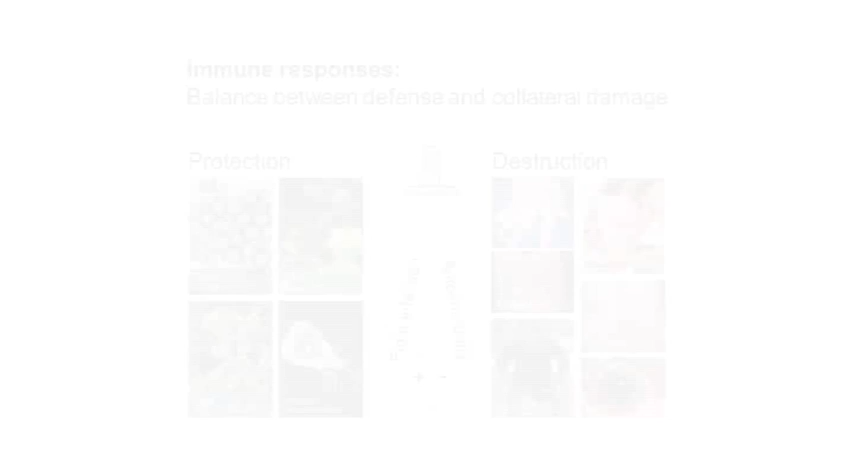 Immune responses:
Balance between defense and collateral damage
Protection
Destruction
+ -